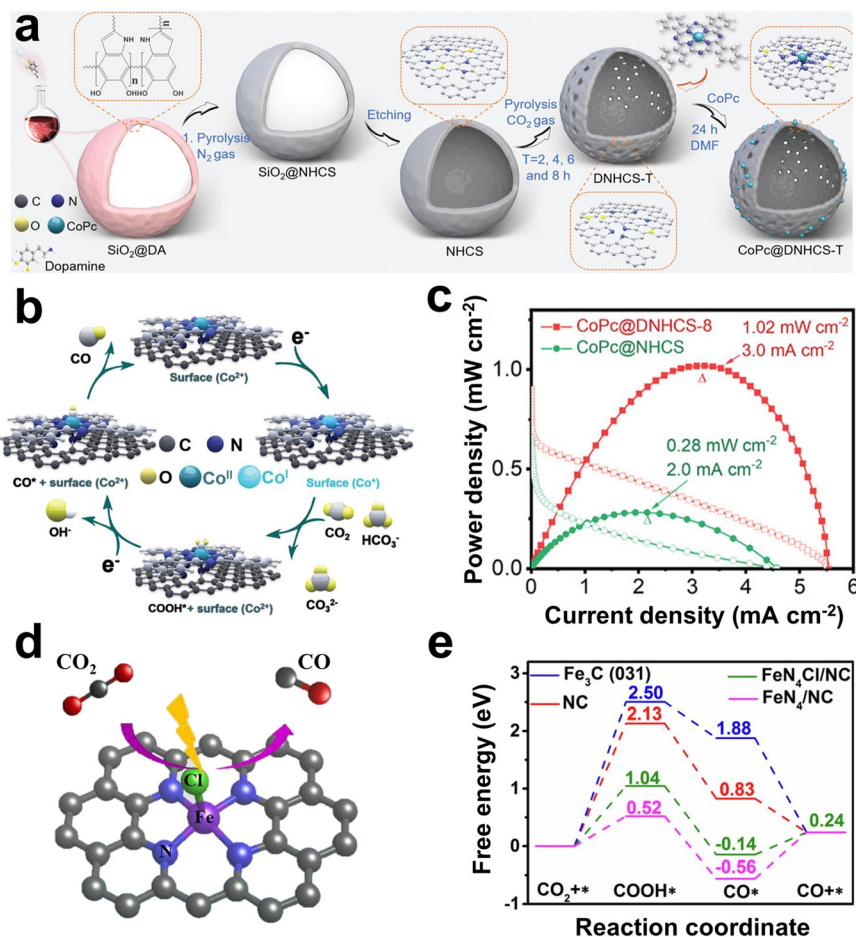 a
n
NH
NH
n
HO
OHHO
OH
1. Pyrolysis
N₂ gas
SiO₂@DA
SiO₂@NHCS
Etching
NHCS
Pyrolysis
CO₂ gas
T=2, 4, 6
and 8 h
DNHCS-T
CoPc
24 h
DMF
CoPc@DNHCS-T
C
N
O
CoPc
Dopamine
b
CO
Surface (Co²⁺)
e⁻
CO* + surface (Co²⁺)
C
N
O
Coᴵᴵ
Coᴵ
Surface (Co⁺)
OH⁻
e⁻
CO₂
HCO₃⁻
CO₃²⁻
COOH* + surface (Co²⁺)
c
Power density (mW cm⁻²)
1.0
0.5
0.0
CoPc@DNHCS-8
CoPc@NHCS
1.02 mW cm⁻²
3.0 mA cm⁻²
Δ
0.28 mW cm⁻²
2.0 mA cm⁻²
Δ
0 1 2 3 4 5 6
Current density (mA cm⁻²)
d
CO₂
CO
Cl
Fe
N
e
Free energy (eV)
3
2
1
0
-1
Fe₃C (031)
NC
FeN₄Cl/NC
FeN₄/NC
2.50
2.13
1.88
1.04
0.83
0.52
0.24
-0.14
-0.56
CO₂+* COOH* CO* CO+*
Reaction coordinate